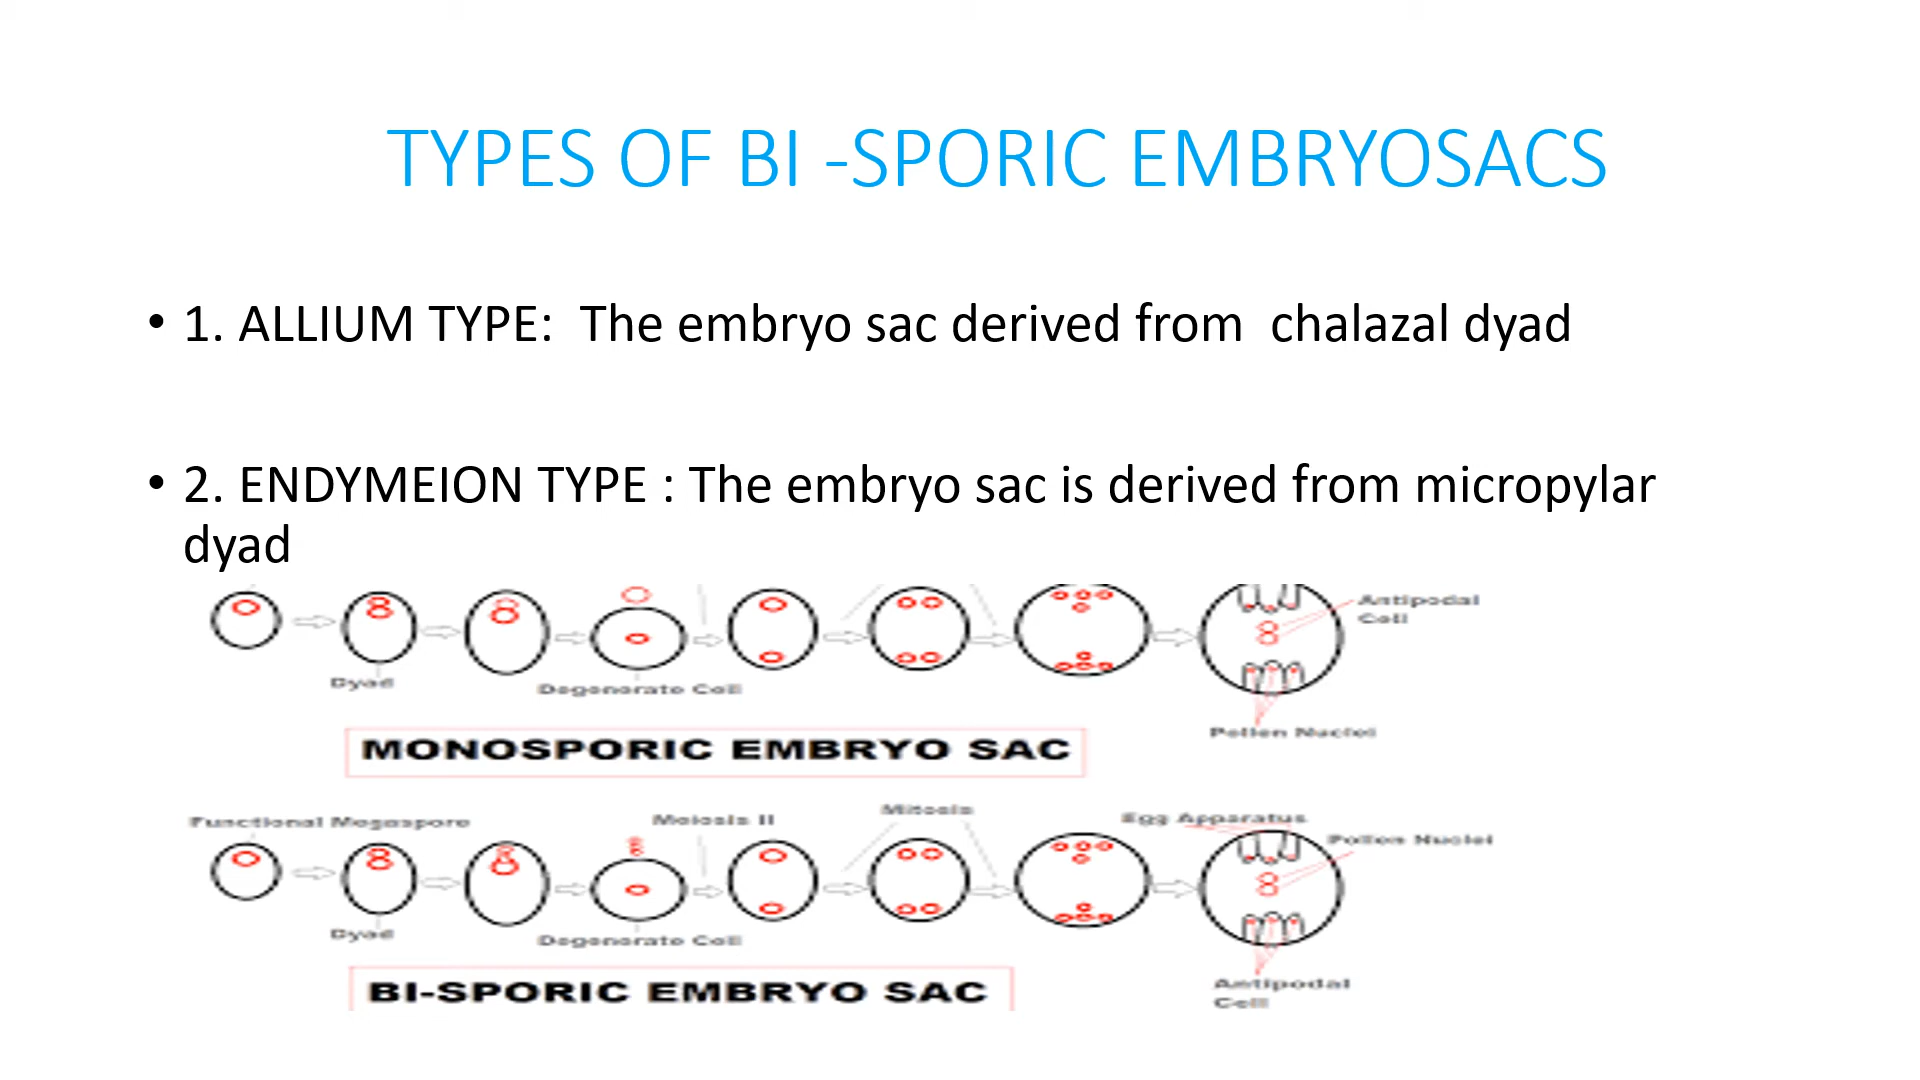 TYPES OF BI -SPORIC EMBRYOSACS
• 1. ALLIUM TYPE:  The embryo sac derived from  chalazal dyad
• 2. ENDYMEION TYPE : The embryo sac is derived from micropylar
dyad
Antipodal
Cell
Dyad
Degenerate Cell
Pollen Nuclei
MONOSPORIC EMBRYO SAC
Functional Megaspore
Meiosis II
Mitosis
Egg Apparatus
Pollen Nuclei
Dyad
Degenerate Cell
Antipodal
Cell
BI-SPORIC EMBRYO SAC